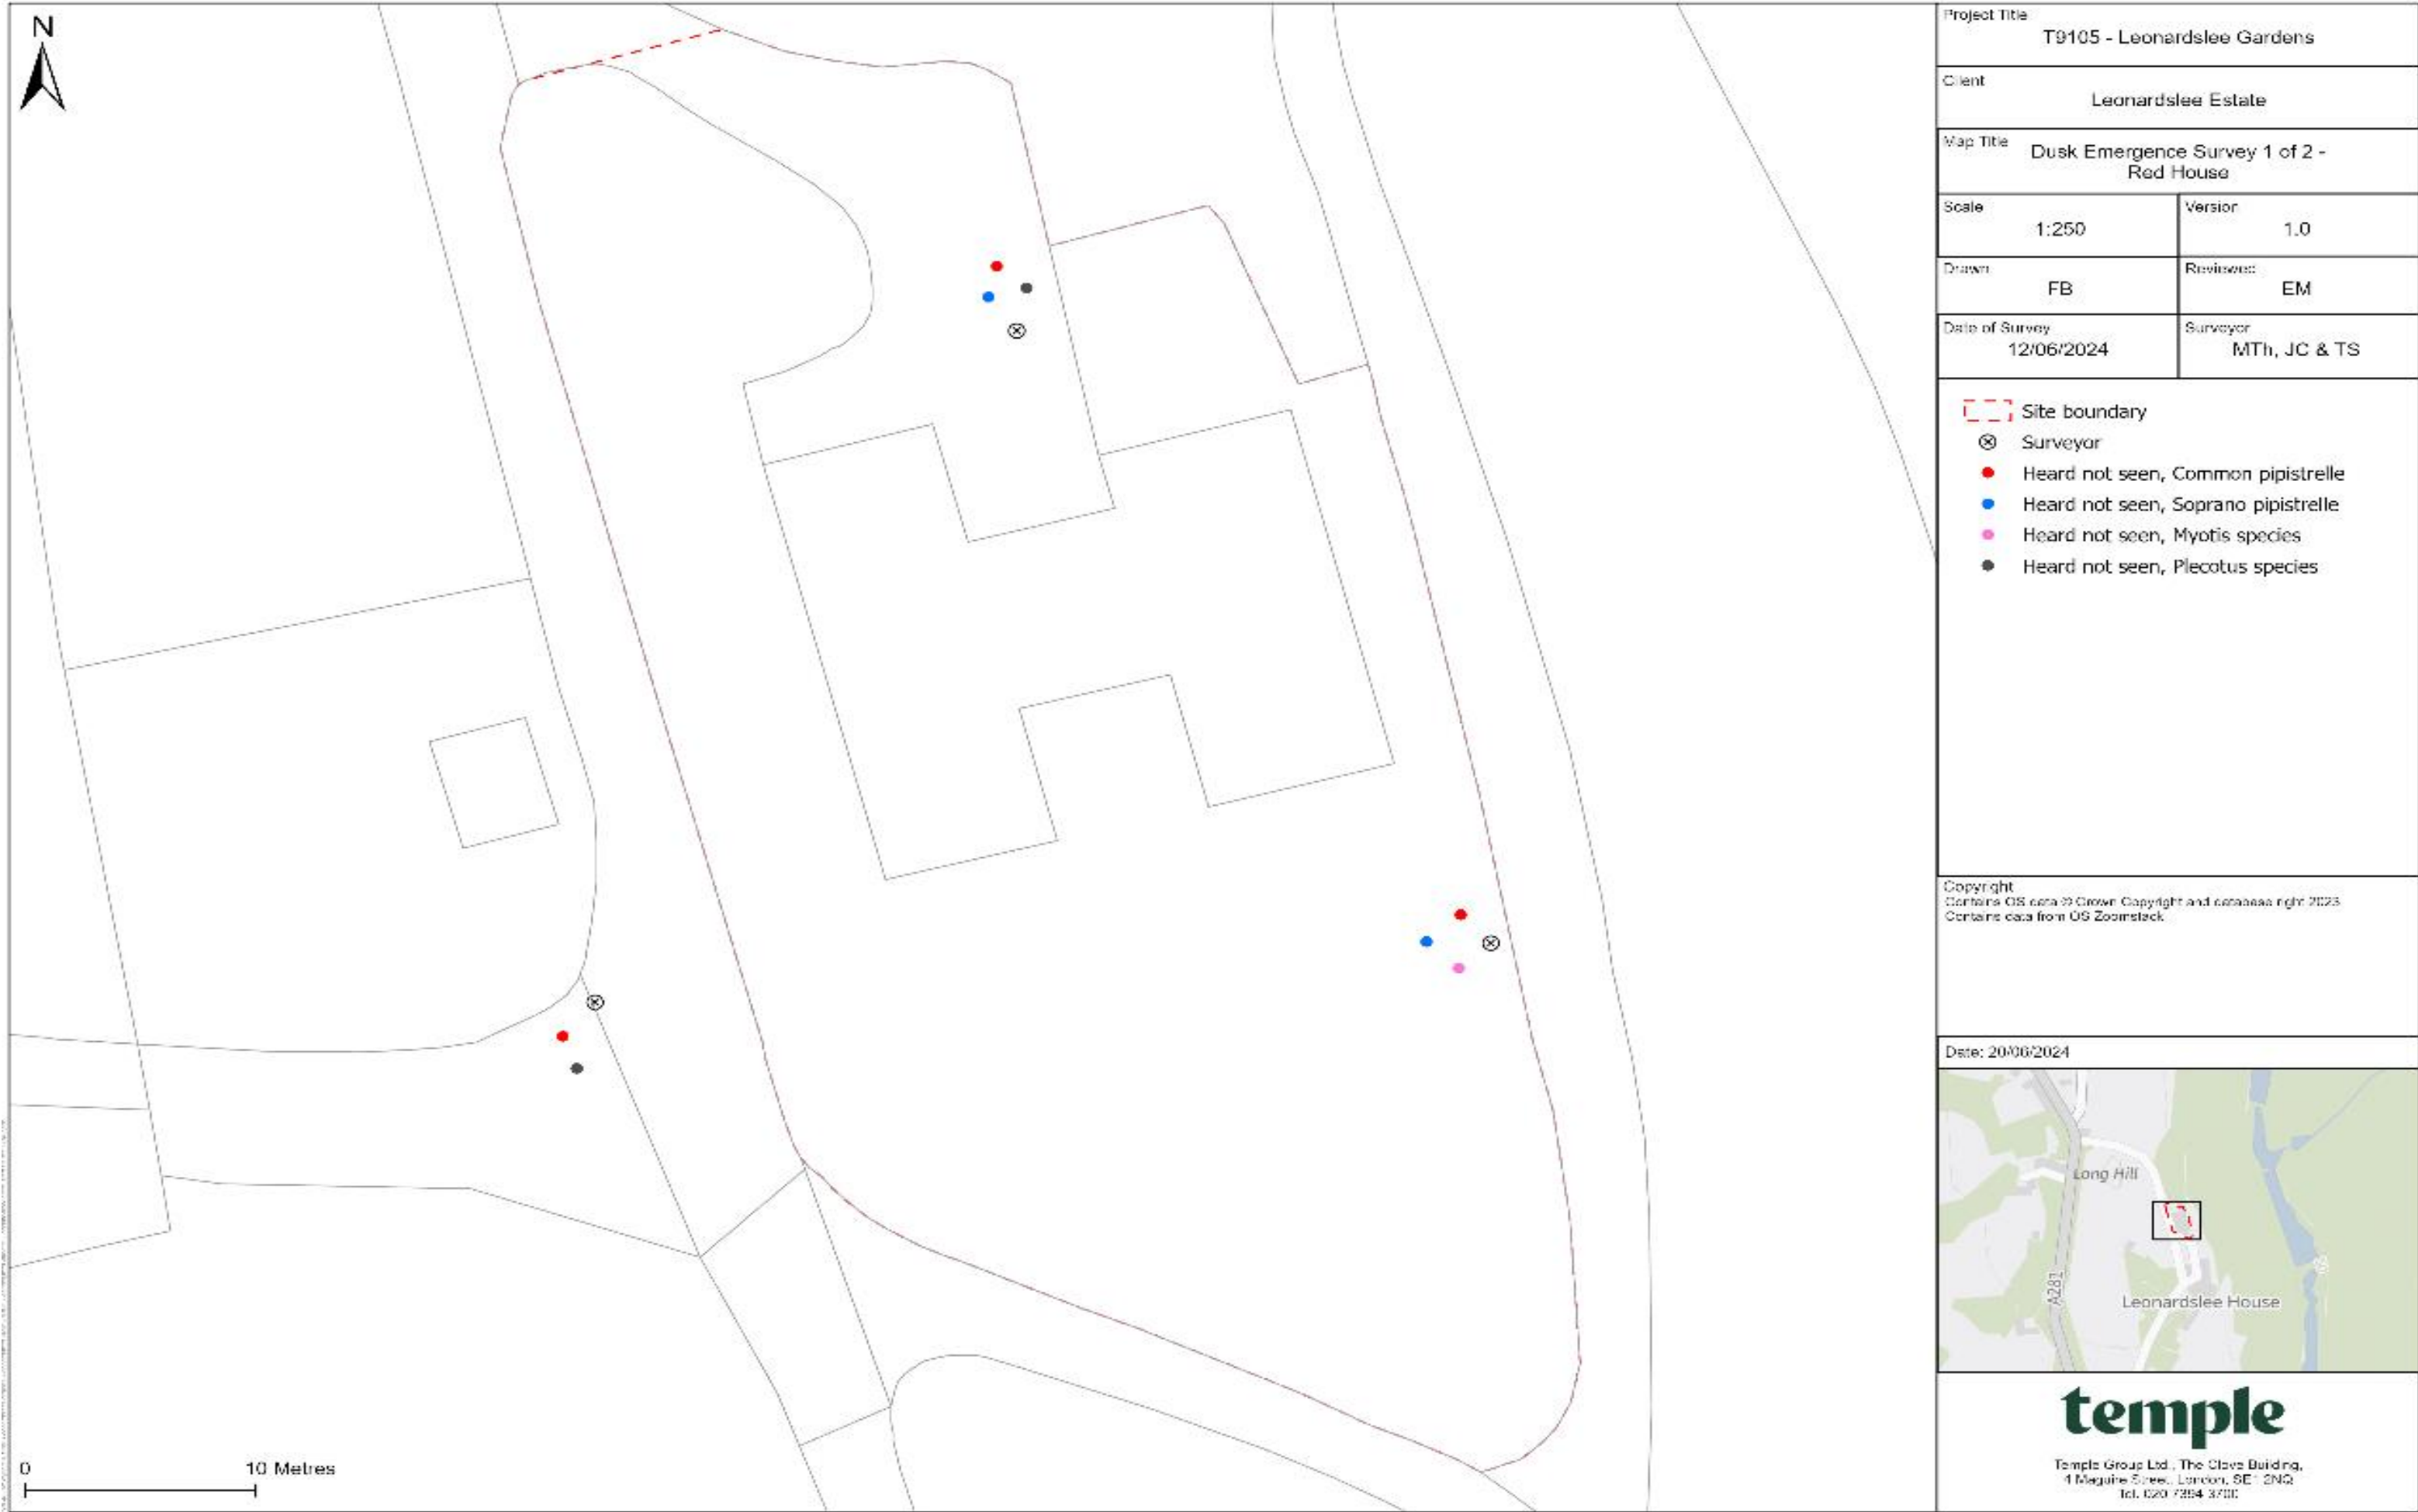 N
0
10 Metres
Project Title
T9105 - Leonardslee Gardens
Client
Leonardslee Estate
Map Title
Dusk Emergence Survey 1 of 2 -
Red House
Scale
1:250
Version
1.0
Drawn
FB
Reviewed
EM
Date of Survey
12/06/2024
Surveyor
MTh, JC & TS
Site boundary
Surveyor
Heard not seen, Common pipistrelle
Heard not seen, Soprano pipistrelle
Heard not seen, Myotis species
Heard not seen, Plecotus species
Copyright
Contains OS data © Crown Copyright and database right 2023
Contains data from OS Zoomstack
Date: 20/06/2024
Long Hill
A281
Leonardslee House
temple
Temple Group Ltd., The Clove Building,
4 Maguire Street, London, SE1 2NQ
Tel. 020 7394 3700